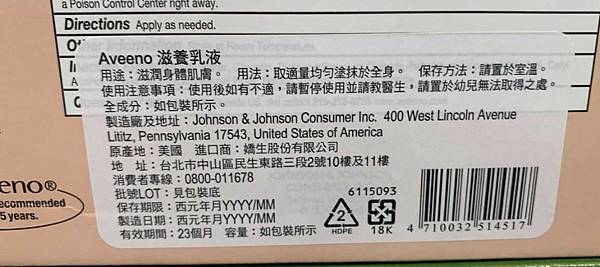 a Poison Control Center right away.
Directions Apply as needed.
Aveeno 滋養乳液
用途：滋潤身體肌膚。 用法：取適量均勻塗抹於全身。 保存方法：請置於室溫。
使用注意事項：使用後如有不適，請暫停使用並請教醫生，請置於幼兒無法取得之處。
全成分：如包裝所示。
製造廠及地址：Johnson & Johnson Consumer Inc. 400 West Lincoln Avenue
Lititz, Pennsylvania 17543, United States of America
原產地：美國 進口商：嬌生股份有限公司
地 址：台北市中山區民生東路三段2號10樓及11樓
消費者專線：0800-011678
批號LOT：見包裝底
保存期限：西元年月YYYY/MM
製造日期：西元年月YYYY/MM
有效期間：23個月 容量：如包裝所示
6115093
2
HDPE
18K
4 710032 514517
eno®
ecommended
5 years.